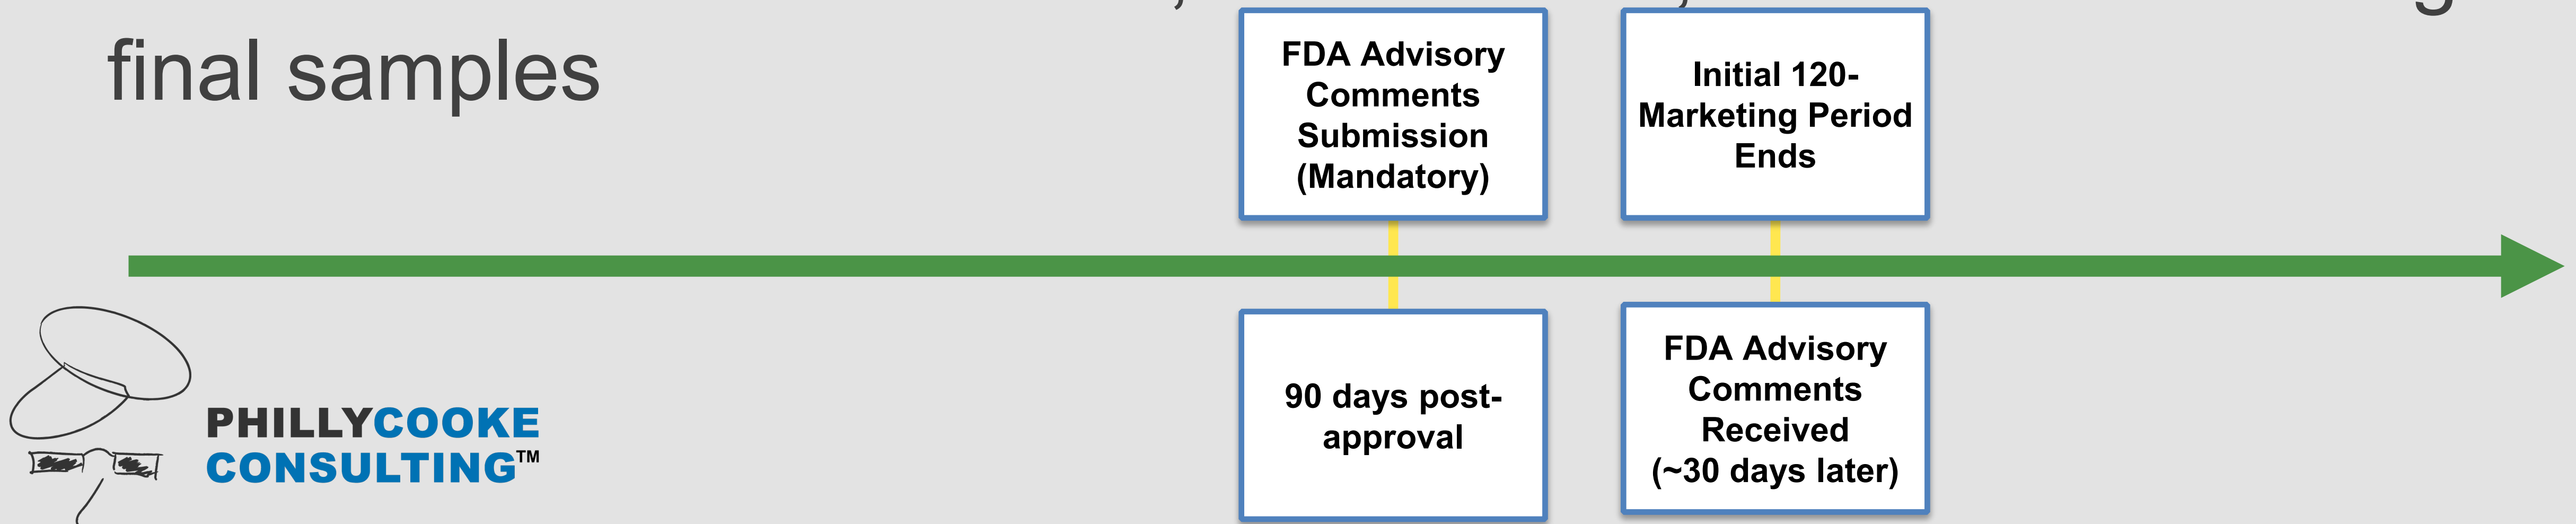 final samples
FDA Advisory
Comments
Submission
(Mandatory)
Initial 120-
Marketing Period
Ends
90 days post-
approval
FDA Advisory
Comments
Received
(~30 days later)
PHILLYCOOKE
CONSULTING™